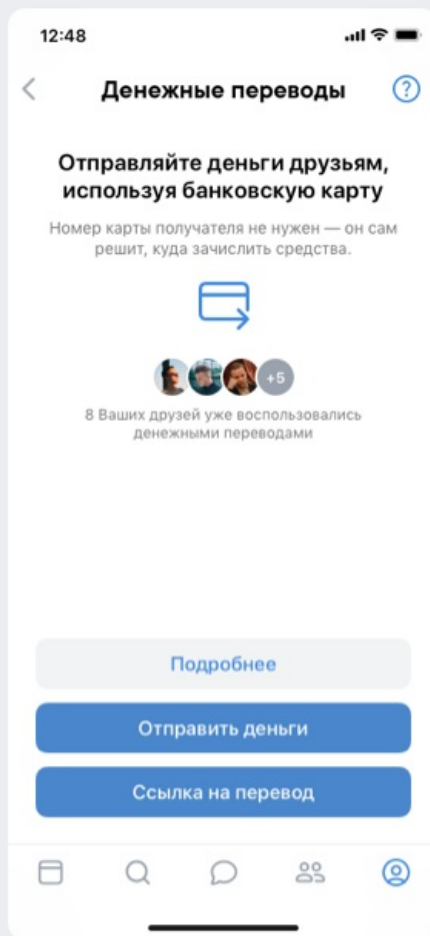 12:48
Денежные переводы
?
Отправляйте деньги друзьям,
используя банковскую карту
Номер карты получателя не нужен — он сам
решит, куда зачислить средства.
+5
8 Ваших друзей уже воспользовались
денежными переводами
Подробнее
Отправить деньги
Ссылка на перевод